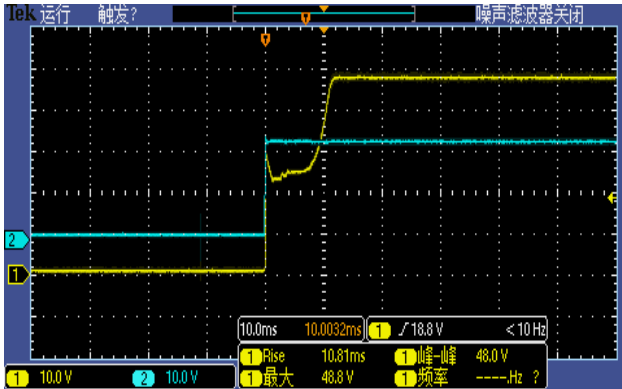 Tek 运行 触发? 噪声滤波器关闭
T
T
2
1
10.0ms 10.0032ms 1 18.8 V < 10 Hz
1 Rise 10.81ms 1 峰-峰 48.0 V
1 10.0 V 2 10.0 V 1 最大 48.8 V 1 频率 ----.Hz ?